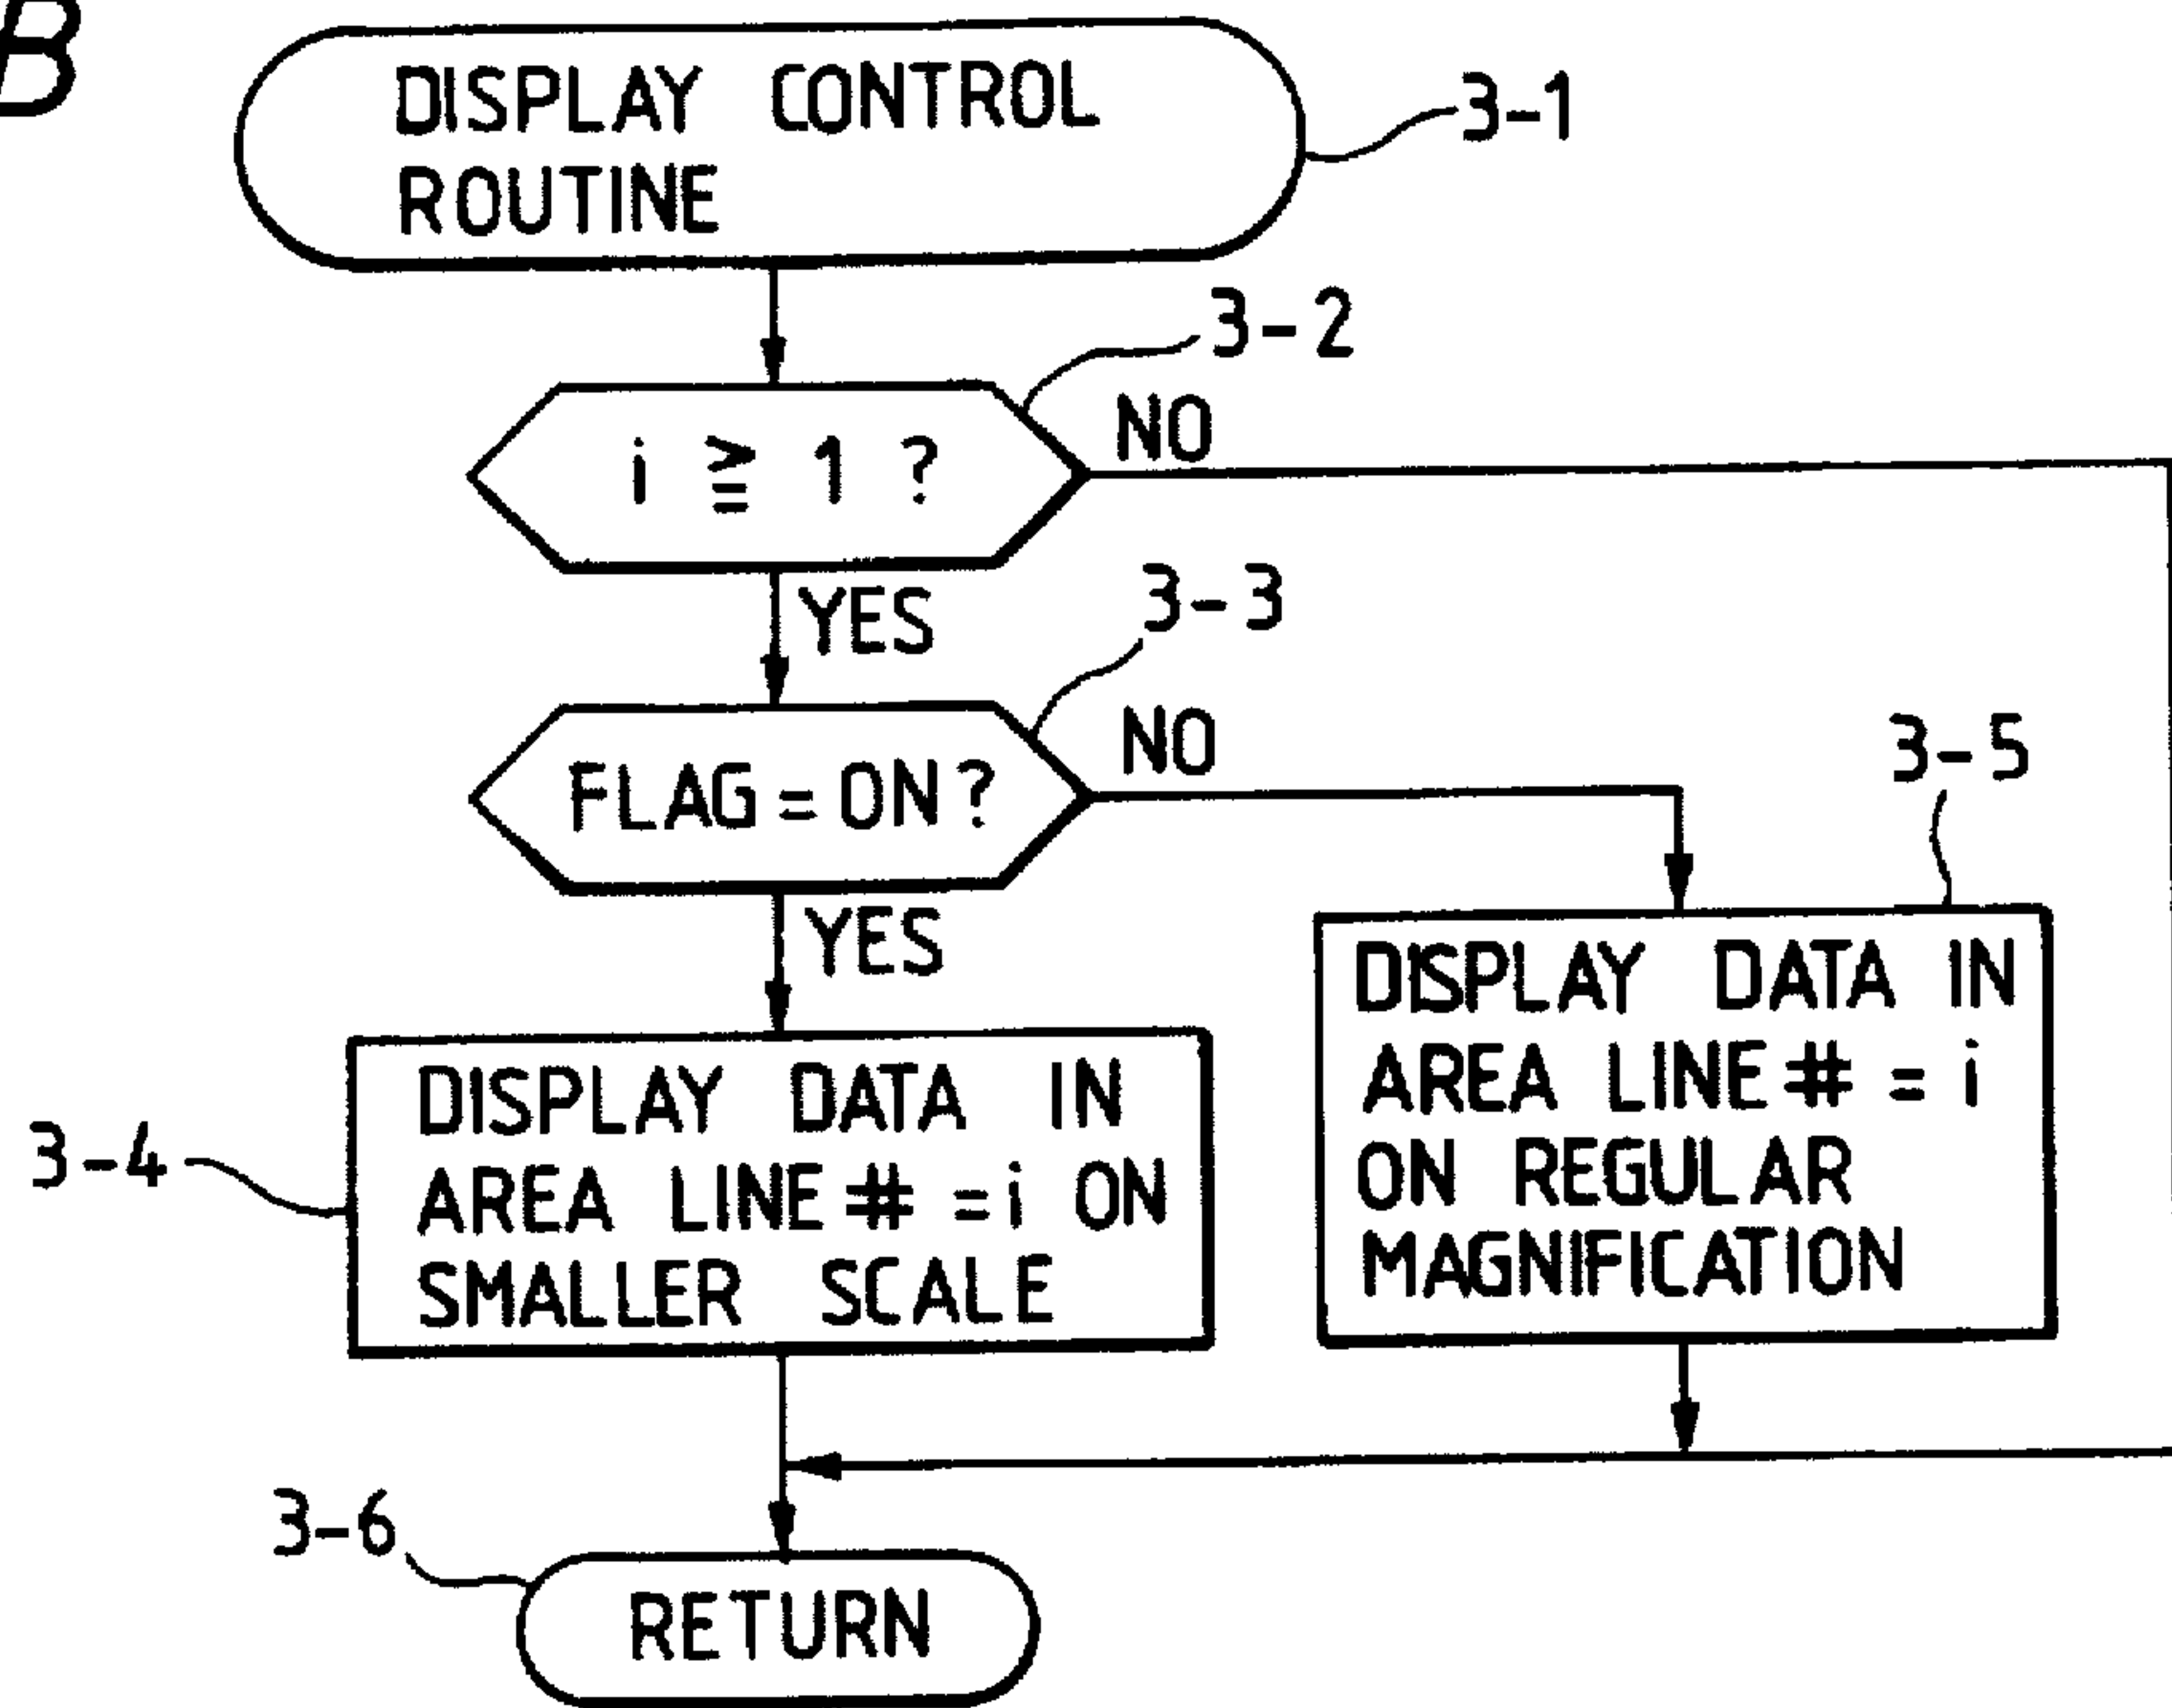 B
DISPLAY CONTROL
ROUTINE
3-1
3-2
i ≧ 1 ?
NO
YES
3-3
FLAG = ON?
NO
YES
3-5
DISPLAY DATA IN
AREA LINE # = i
ON REGULAR
MAGNIFICATION
3-4
DISPLAY DATA IN
AREA LINE # = i ON
SMALLER SCALE
3-6
RETURN